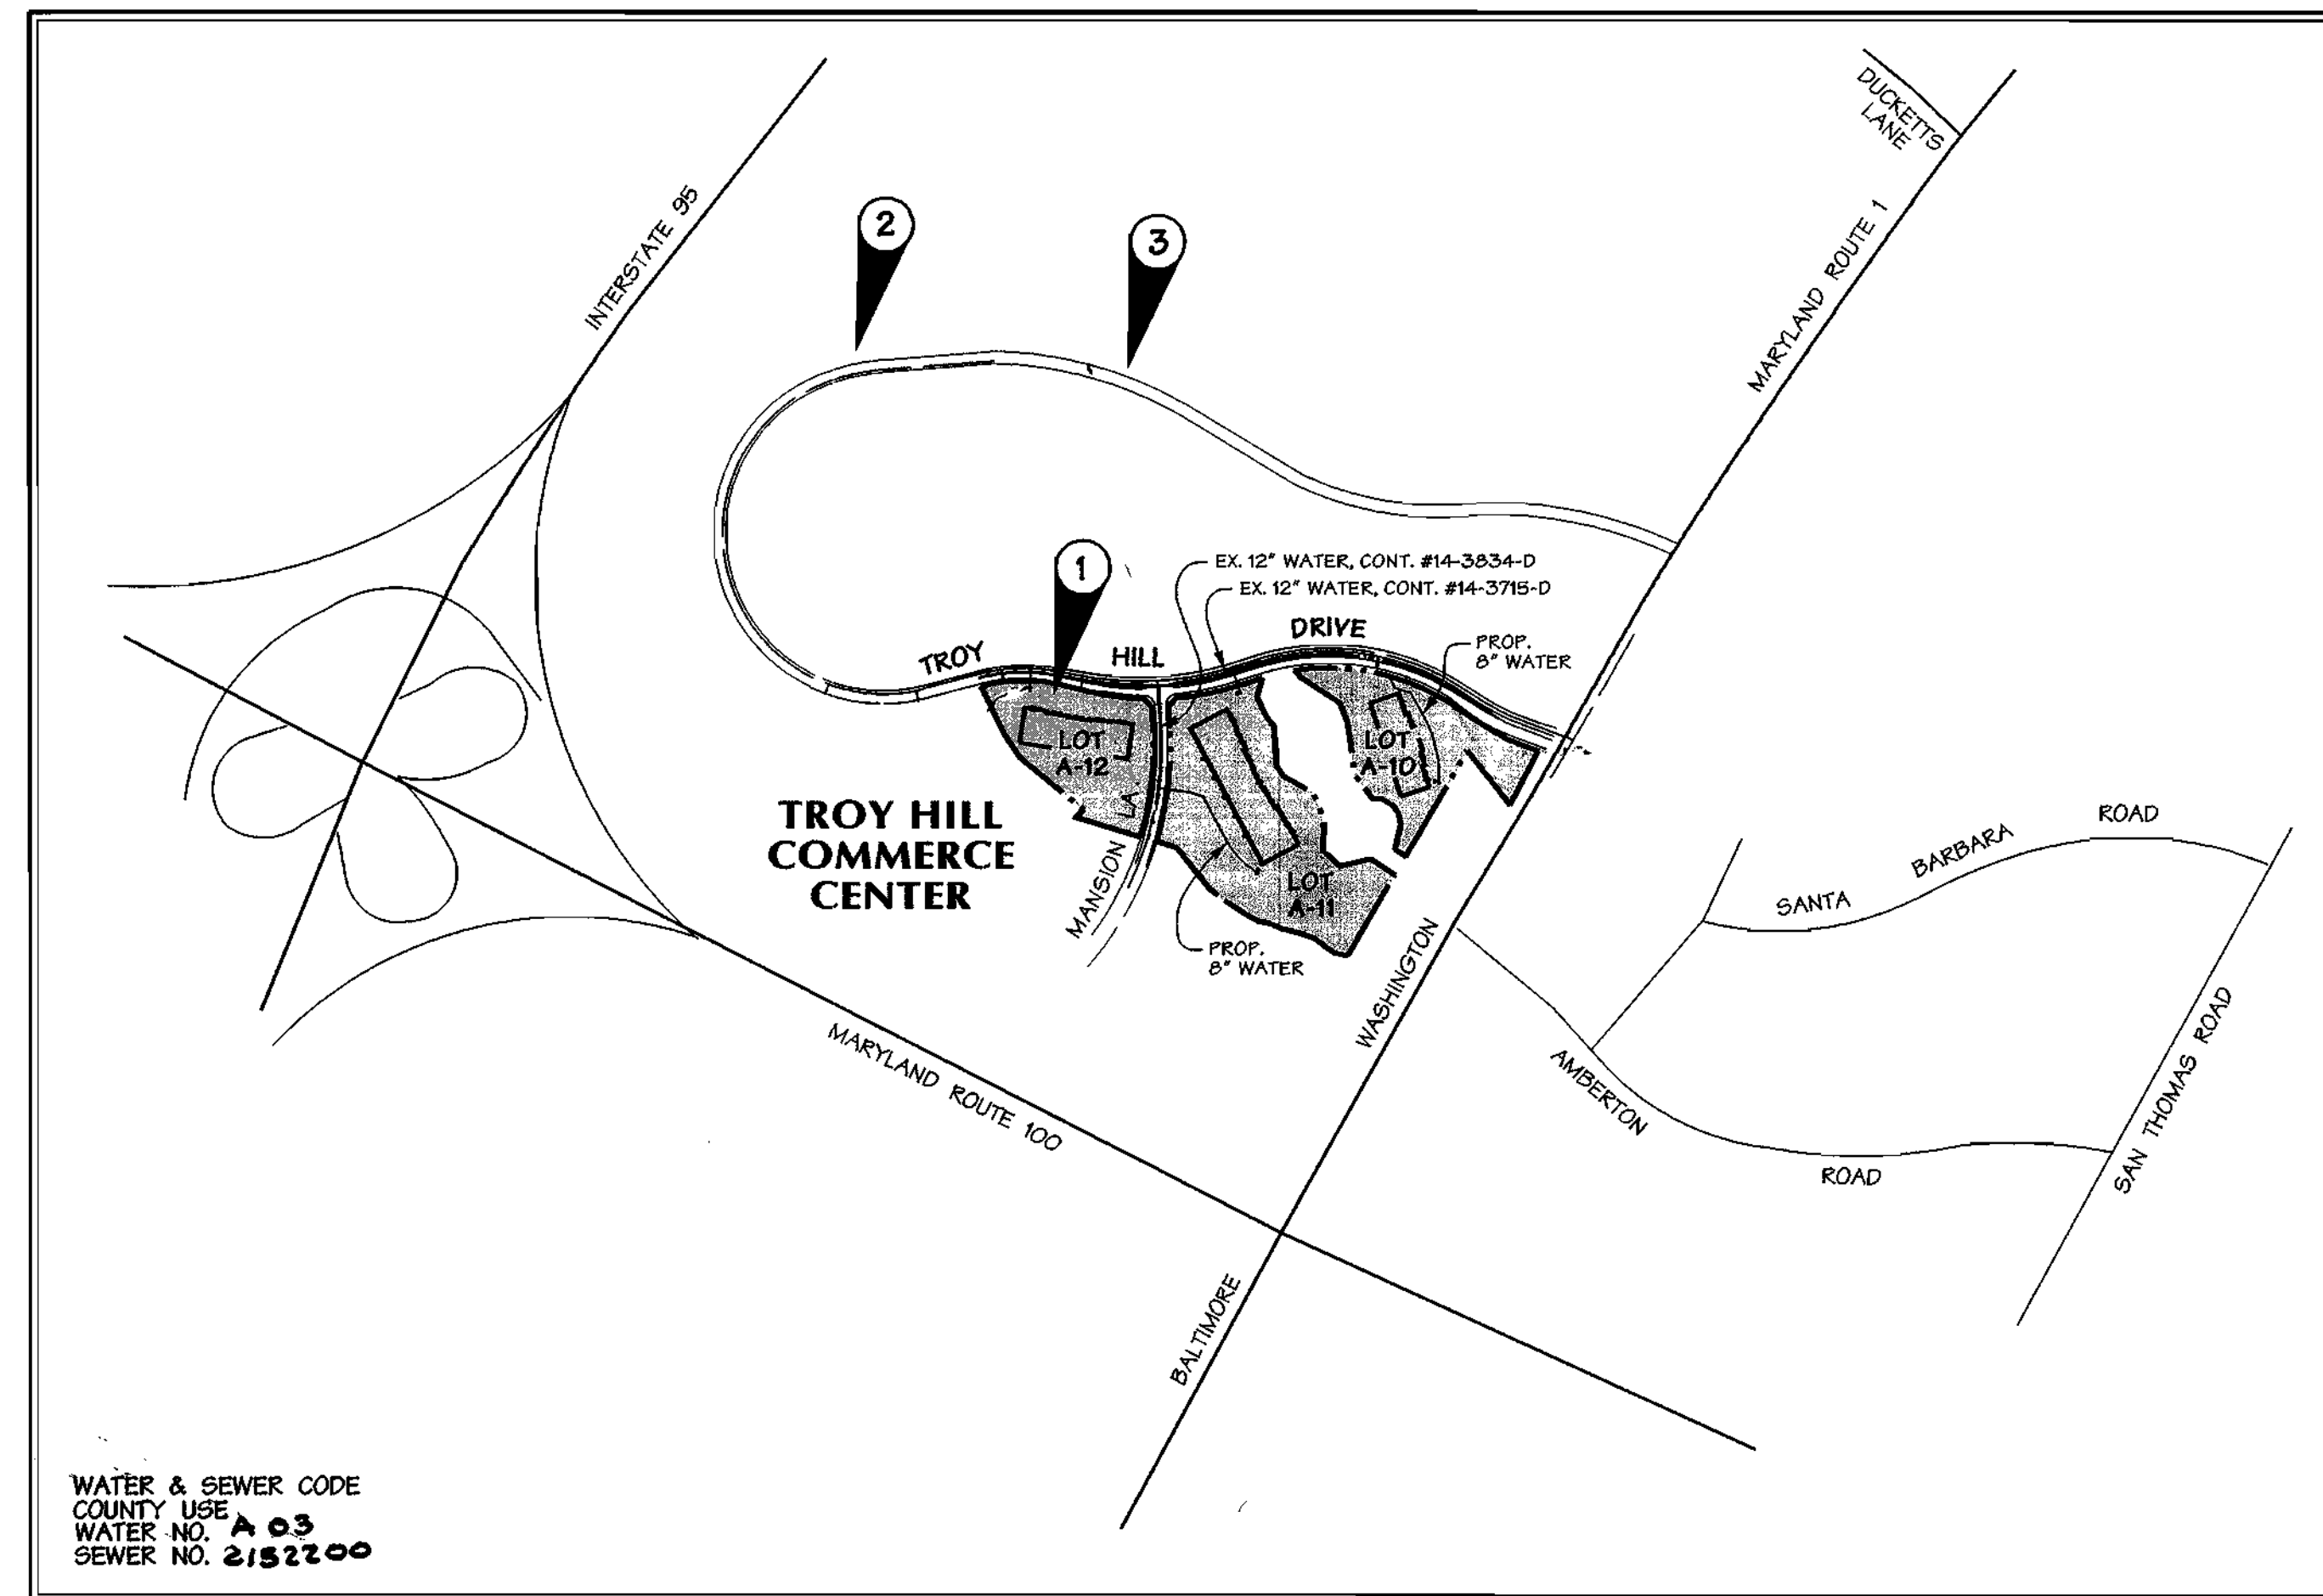 DUCKETTS
LANE
INTERSTATE 95
MARYLAND ROUTE 1
2
3
1
EX. 12" WATER, CONT. #14-3834-D
EX. 12" WATER, CONT. #14-3715-D
TROY HILL DRIVE
PROP.
8" WATER
LOT
A-12
LOT
A-10
LOT
A-11
TROY HILL
COMMERCE
CENTER
MANSION
LA
PROP.
8" WATER
WASHINGTON
BALTIMORE
SANTA BARBARA ROAD
AMBERTON
ROAD
SAN THOMAS ROAD
MARYLAND ROUTE 100
WATER & SEWER CODE
COUNTY USE
WATER NO. A 03
SEWER NO. 2152200